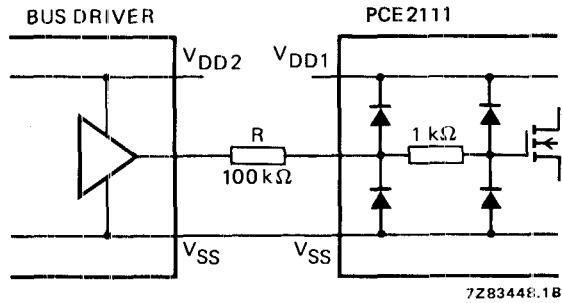 BUS DRIVER
PCE2111
VDD2
VDD1
R
100 kΩ
1 kΩ
VSS
VSS
7Z83448.1B